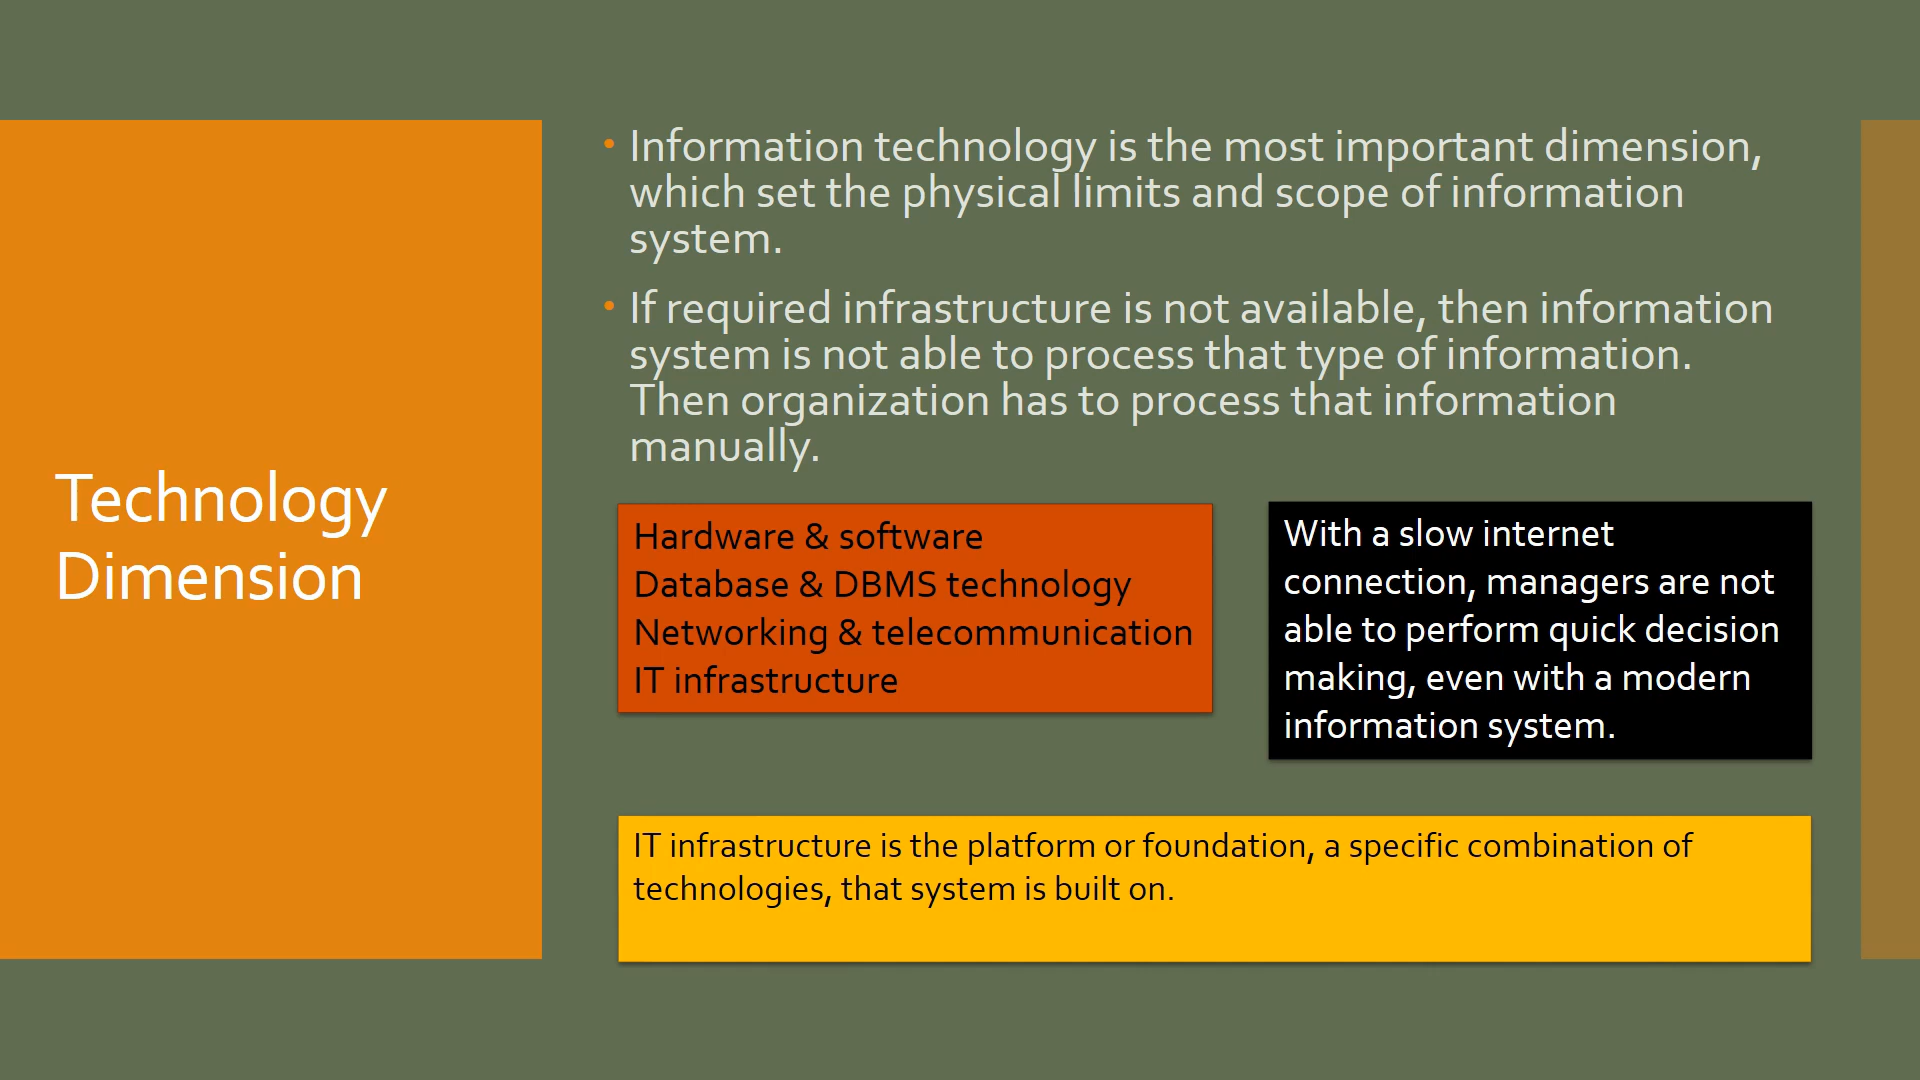 Technology
Dimension
• Information technology is the most important dimension,
which set the physical limits and scope of information
system.
• If required infrastructure is not available, then information
system is not able to process that type of information.
Then organization has to process that information
manually.
Hardware & software
Database & DBMS technology
Networking & telecommunication
IT infrastructure
With a slow internet
connection, managers are not
able to perform quick decision
making, even with a modern
information system.
IT infrastructure is the platform or foundation, a specific combination of
technologies, that system is built on.